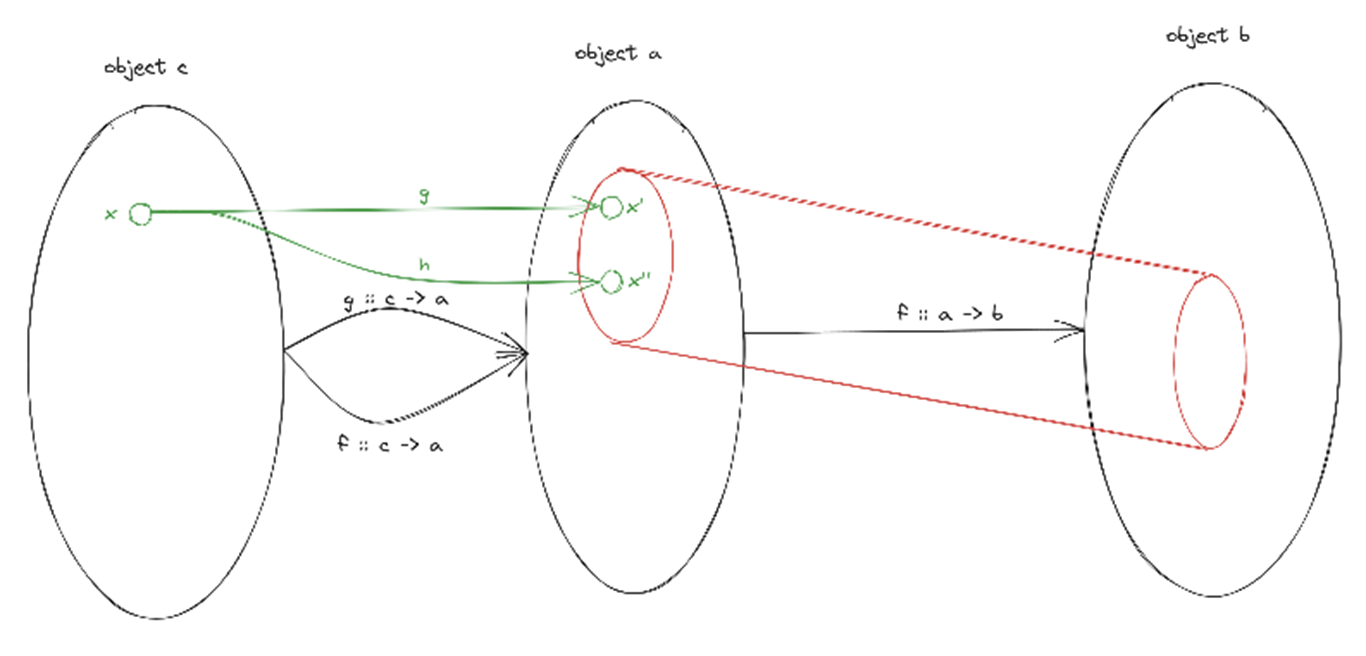 object c
object a
object b
x
g
x'
h
x"
g :: c -> a
f :: a -> b
f :: c -> a